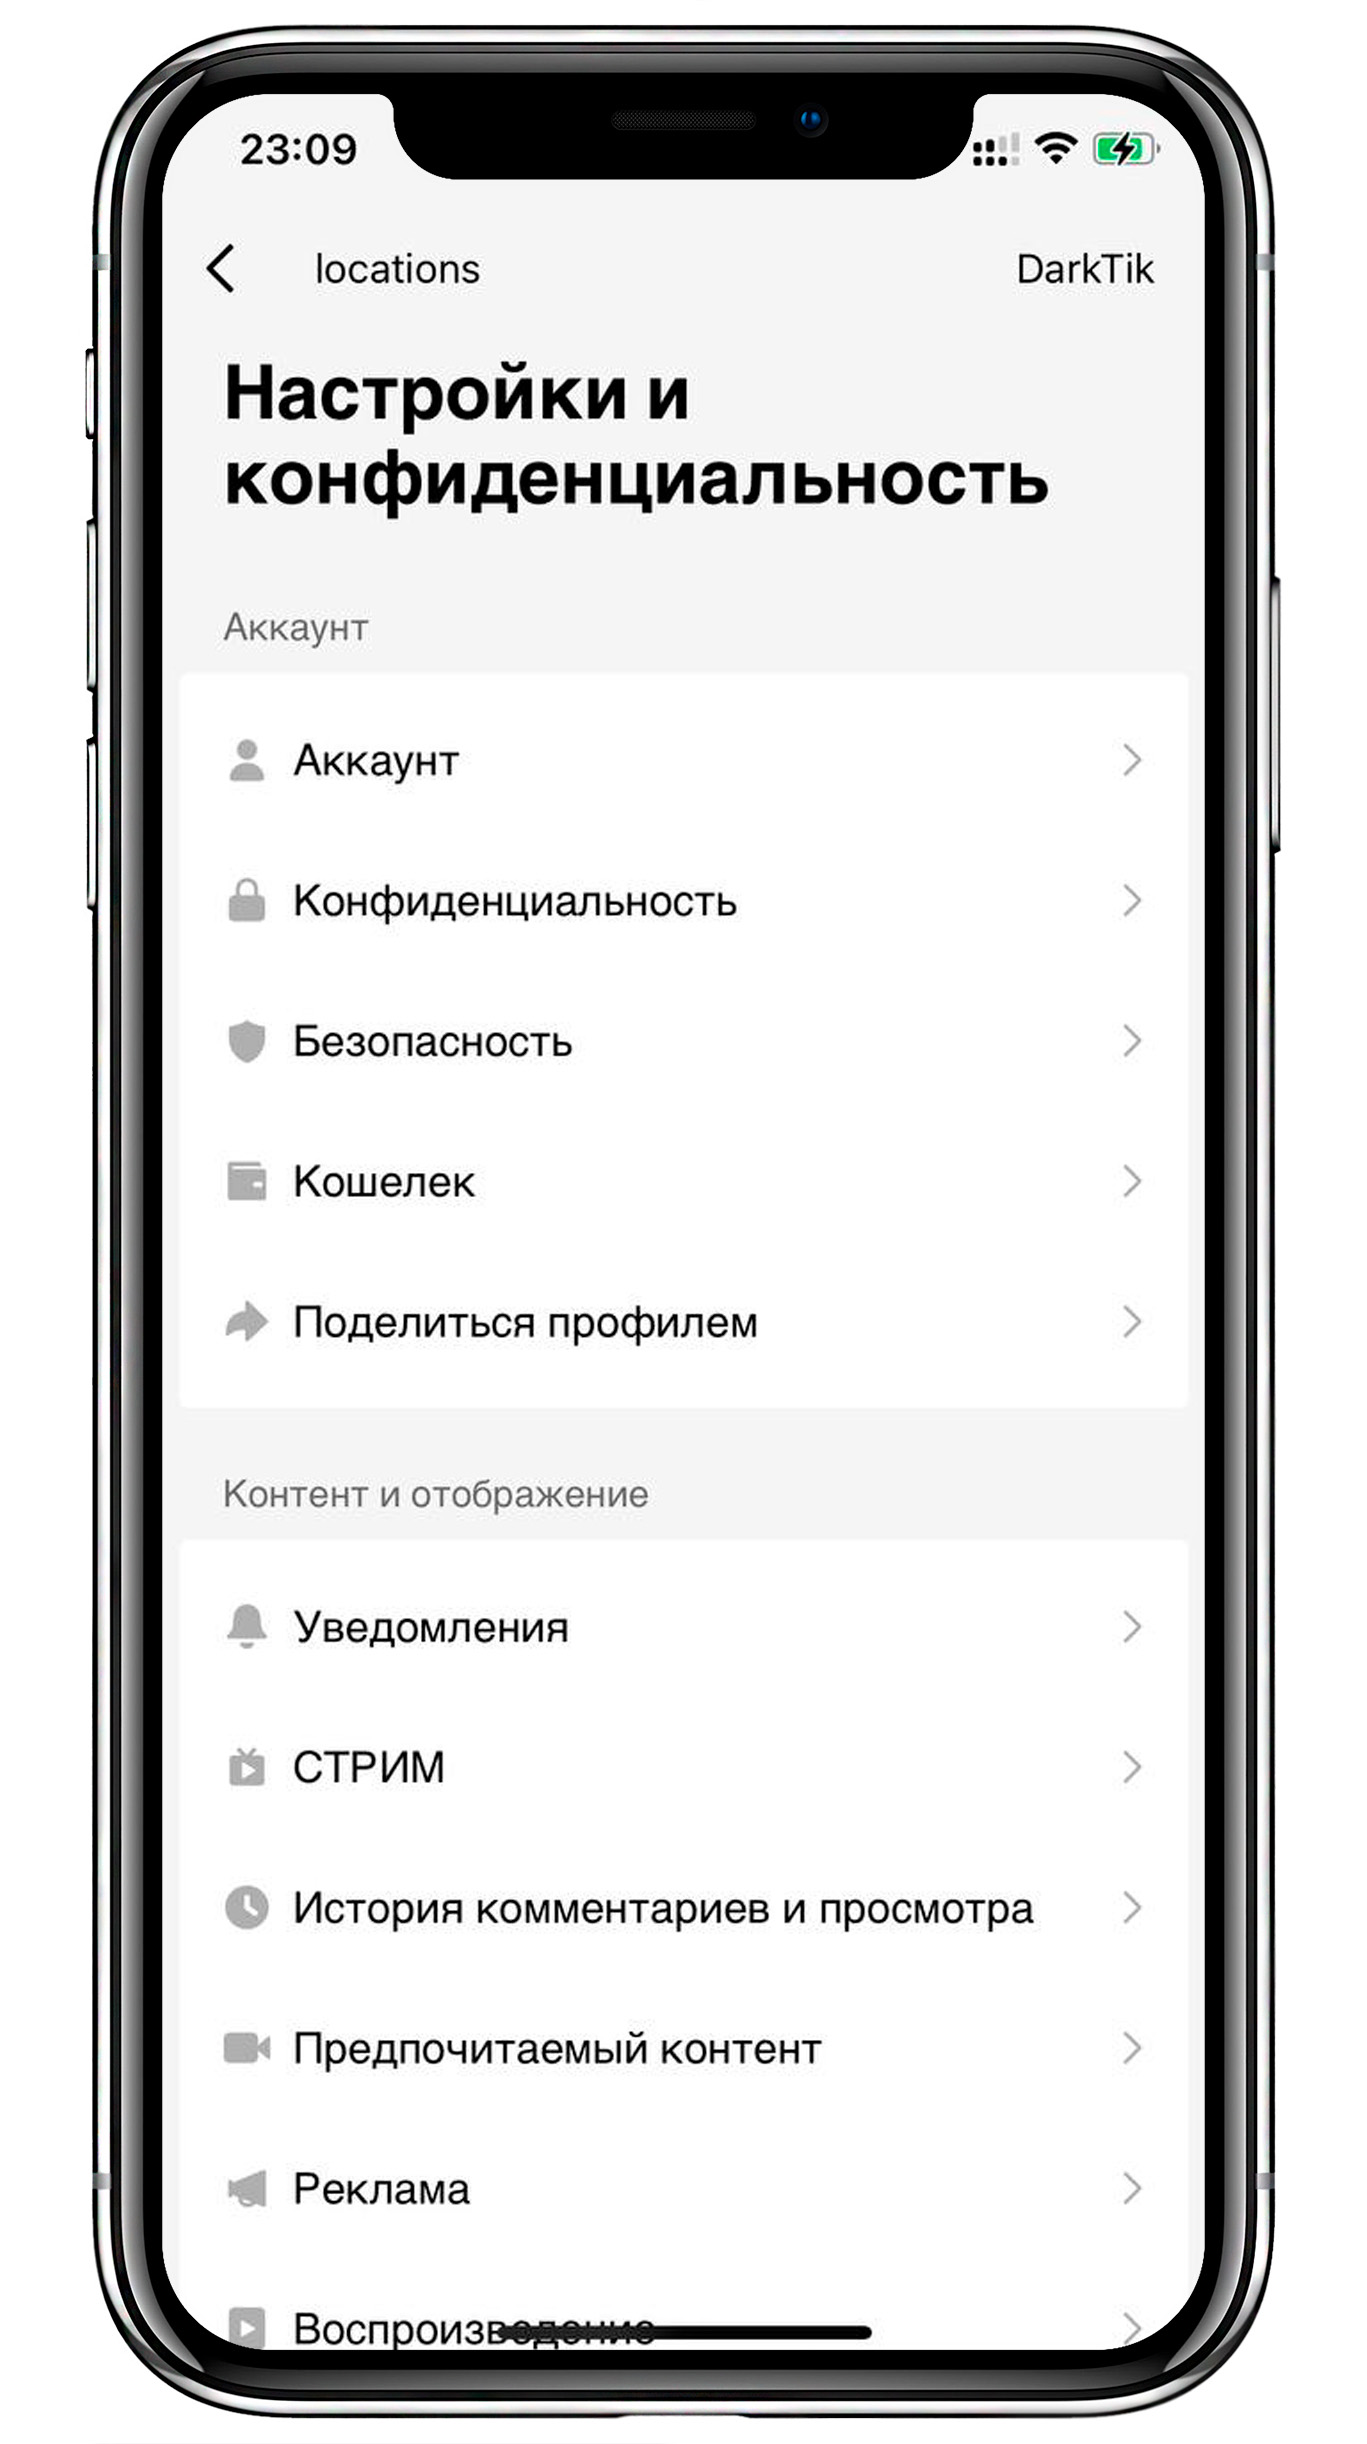 23:09
locations
DarkTik
Настройки и
конфиденциальность
Аккаунт
Аккаунт
Конфиденциальность
Безопасность
Кошелек
Поделиться профилем
Контент и отображение
Уведомления
СТРИМ
История комментариев и просмотра
Предпочитаемый контент
Реклама
Воспроизведение